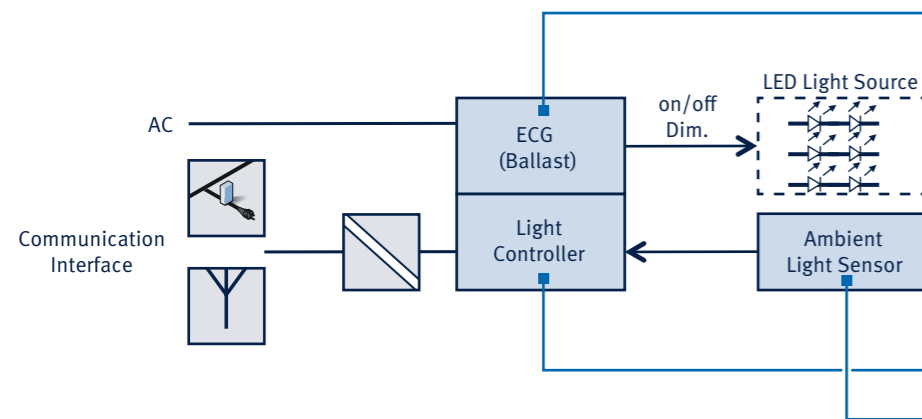 LED Light Source
on/off
Dim.
AC
ECG
(Ballast)
Communication
Interface
Light
Controller
Ambient
Light Sensor